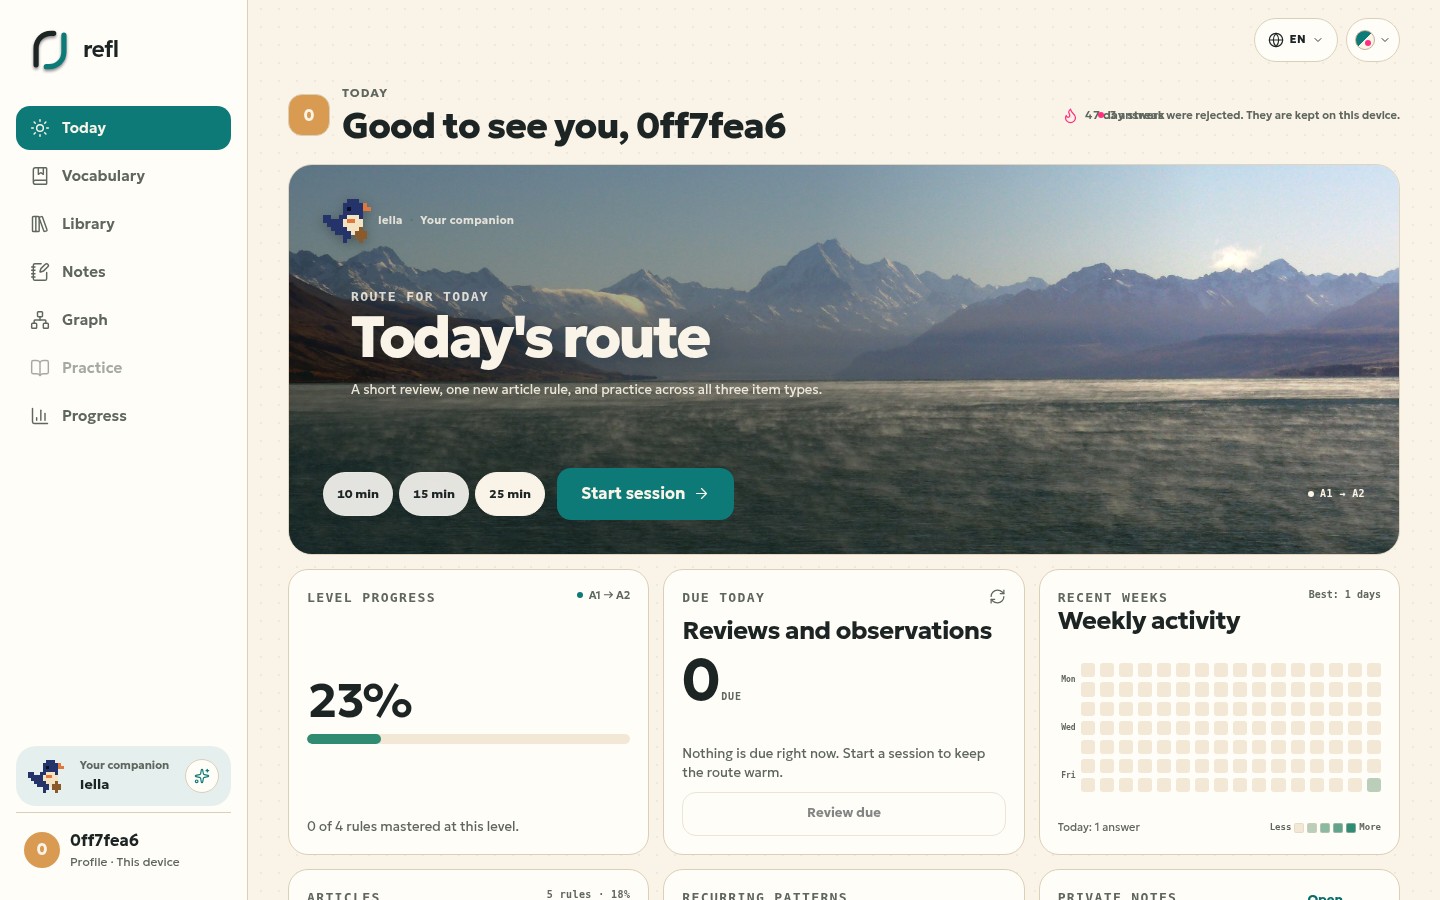 refl
EN
Today
Vocabulary
Library
Notes
Graph
Practice
Progress
Your companion
Iella
0
0ff7fea6
Profile · This device
0
TODAY
Good to see you, 0ff7fea6
were rejected. They are kept on this device.
Iella · Your companion
ROUTE FOR TODAY
Today's route
A short review, one new article rule, and practice across all three item types.
10 min
15 min
25 min
Start session →
A1 → A2
LEVEL PROGRESS
A1 → A2
23%
0 of 4 rules mastered at this level.
DUE TODAY
Reviews and observations
0 DUE
Nothing is due right now. Start a session to keep
the route warm.
Review due
RECENT WEEKS
Best: 1 days
Weekly activity
Mon
Wed
Fri
Today: 1 answer
Less
More
ARTICLES
5 rules · 18%
RECURRING PATTERNS
PRIVATE NOTES
Open